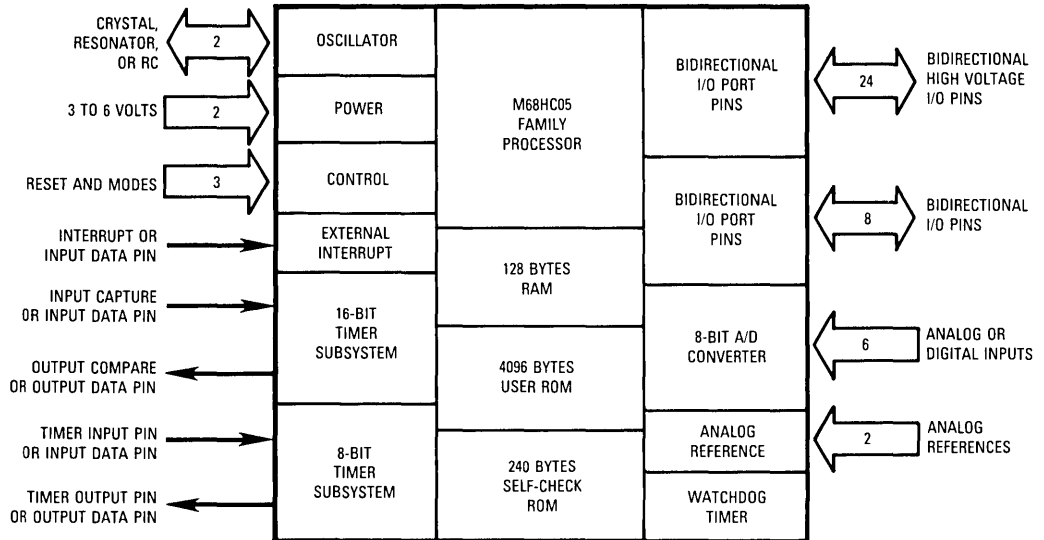 CRYSTAL,
RESONATOR,
OR RC
2
3 TO 6 VOLTS
2
RESET AND MODES
3
INTERRUPT OR
INPUT DATA PIN
INPUT CAPTURE
OR INPUT DATA PIN
OUTPUT COMPARE
OR OUTPUT DATA PIN
TIMER INPUT PIN
OR INPUT DATA PIN
TIMER OUTPUT PIN
OR OUTPUT DATA PIN
OSCILLATOR
POWER
CONTROL
EXTERNAL
INTERRUPT
16-BIT
TIMER
SUBSYSTEM
8-BIT
TIMER
SUBSYSTEM
M68HC05
FAMILY
PROCESSOR
128 BYTES
RAM
4096 BYTES
USER ROM
240 BYTES
SELF-CHECK
ROM
BIDIRECTIONAL
I/O PORT
PINS
BIDIRECTIONAL
I/O PORT
PINS
8-BIT A/D
CONVERTER
ANALOG
REFERENCE
WATCHDOG
TIMER
24
BIDIRECTIONAL
HIGH VOLTAGE
I/O PINS
8
BIDIRECTIONAL
I/O PINS
6
ANALOG OR
DIGITAL INPUTS
2
ANALOG
REFERENCES